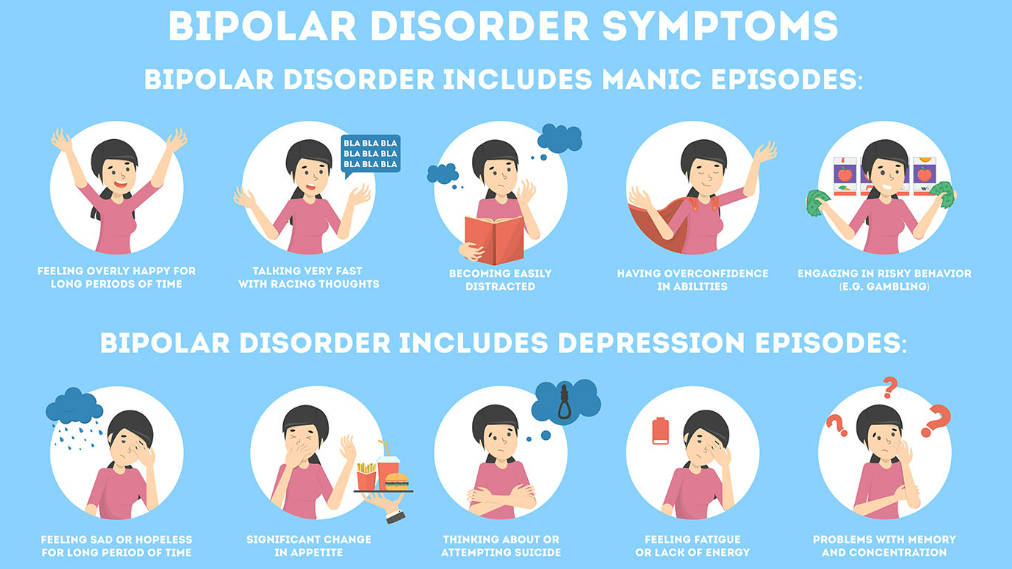 BIPOLAR DISORDER SYMPTOMS
BIPOLAR DISORDER INCLUDES MANIC EPISODES:
BLA BLA BLA
BLA BLA BLA
BLA BLA BLA
FEELING OVERLY HAPPY FOR
LONG PERIODS OF TIME
TALKING VERY FAST
WITH RACING THOUGHTS
BECOMING EASILY
DISTRACTED
HAVING OVERCONFIDENCE
IN ABILITIES
ENGAGING IN RISKY BEHAVIOR
(E.G. GAMBLING)
BIPOLAR DISORDER INCLUDES DEPRESSION EPISODES:
? ? ?
FEELING SAD OR HOPELESS
FOR LONG PERIOD OF TIME
SIGNIFICANT CHANGE
IN APPETITE
THINKING ABOUT OR
ATTEMPTING SUICIDE
FEELING FATIGUE
OR LACK OF ENERGY
PROBLEMS WITH MEMORY
AND CONCENTRATION